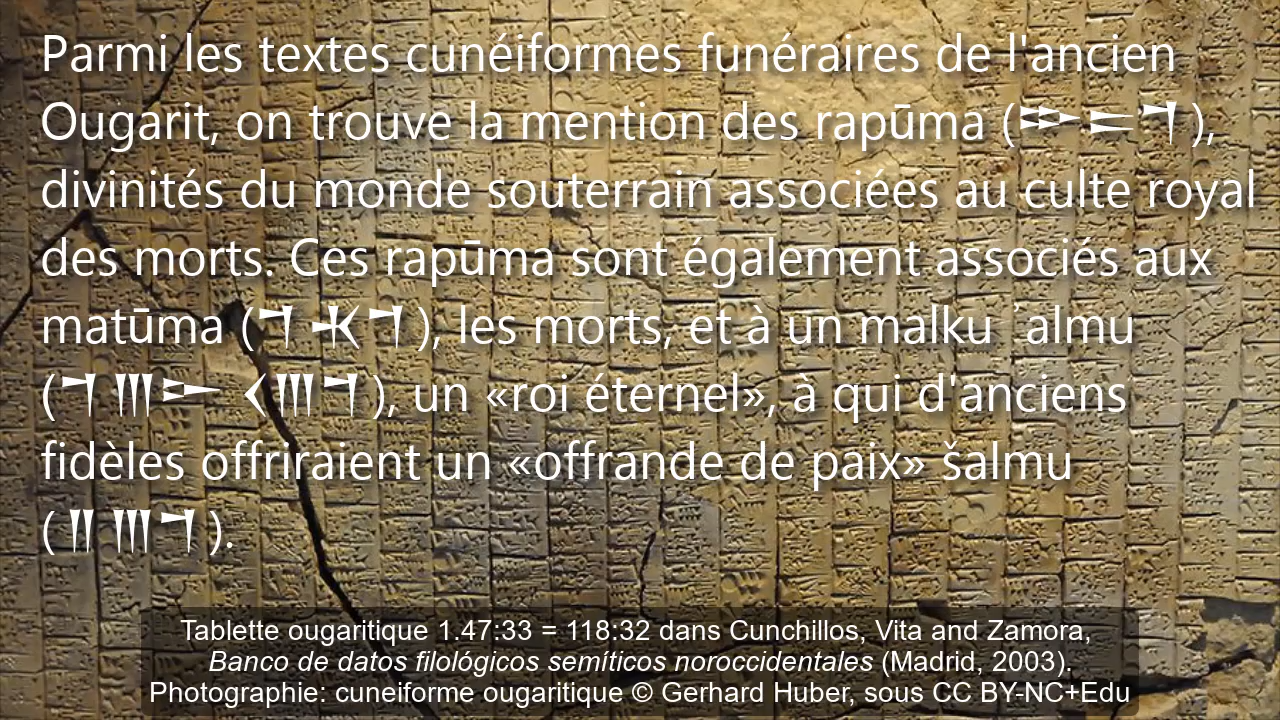 Parmi les textes cunéiformes funéraires de l'ancien
Ougarit, on trouve la mention des rapūma (𐎗𐎔𐎎),
divinités du monde souterrain associées au culte royal
des morts. Ces rapūma sont également associés aux
matūma (𐎎𐎘𐎎), les morts, et à un malku ʿalmu
(𐎎𐎍𐎋 𐎓𐎍𐎎), un «roi éternel», à qui d'anciens
fidèles offriraient un «offrande de paix» šalmu
(𐎕𐎍𐎎).
Tablette ougaritique 1.47:33 = 118:32 dans Cunchillos, Vita and Zamora,
Banco de datos filológicos semíticos noroccidentales (Madrid, 2003).
Photographie: cuneiforme ougaritique © Gerhard Huber, sous CC BY-NC+Edu